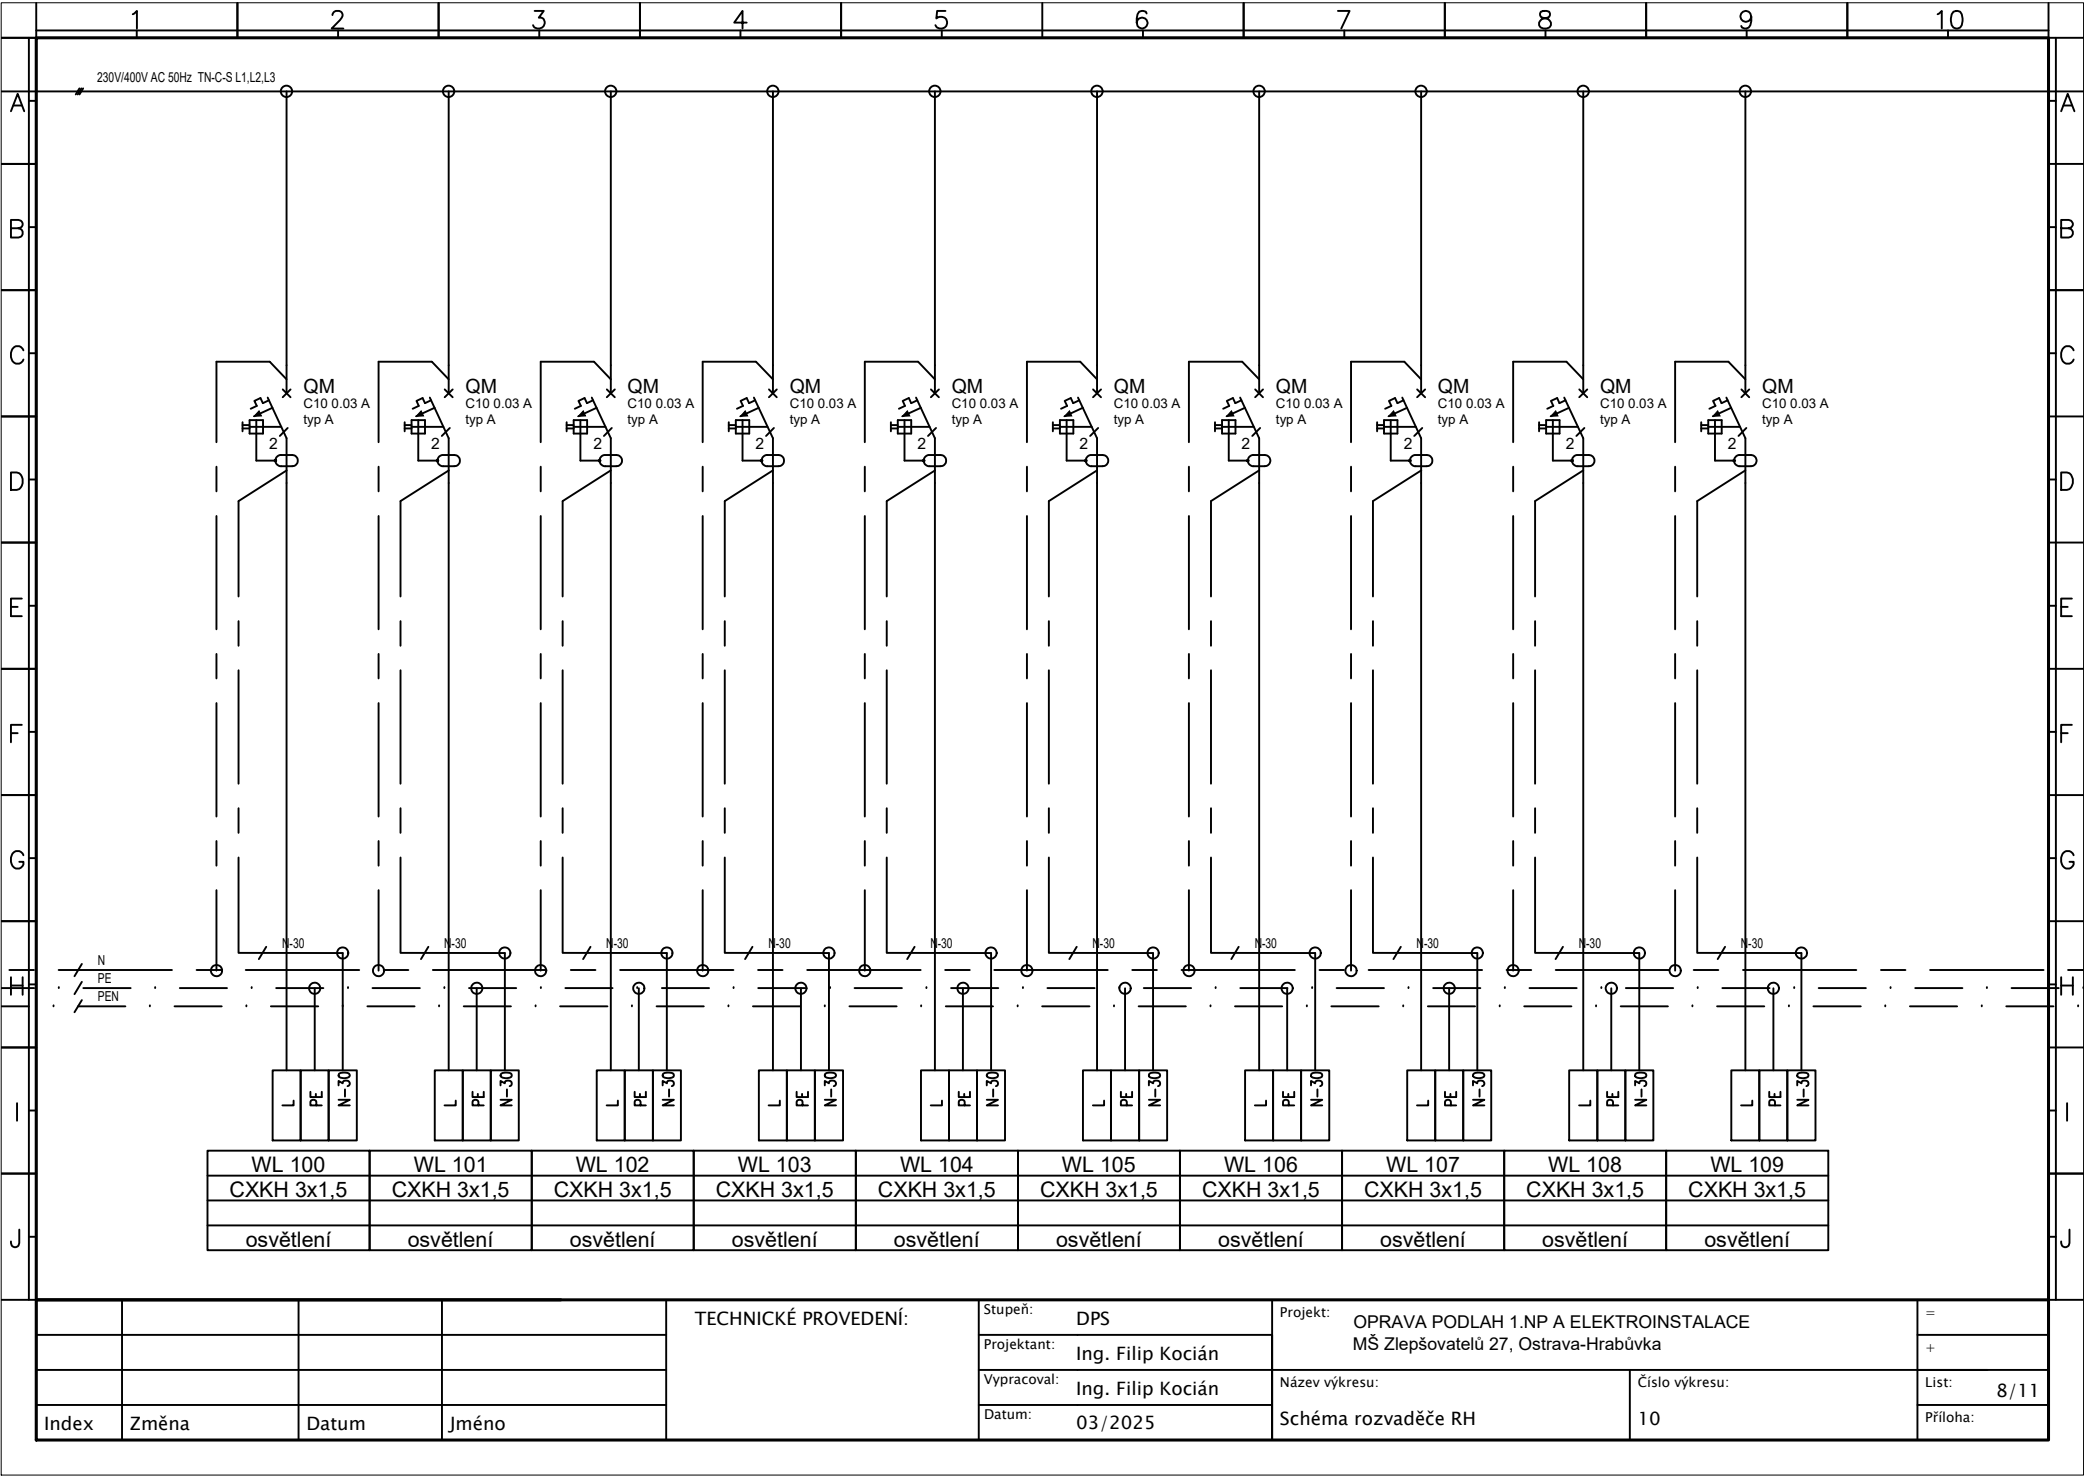 1 2 3 4 5 6 7 8 9 10
230V/400V AC 50Hz TN-C-S L1,L2,L3
A A
B B
C C
QM QM QM QM QM QM QM QM QM QM
C10 0.03 A C10 0.03 A C10 0.03 A C10 0.03 A C10 0.03 A C10 0.03 A C10 0.03 A C10 0.03 A C10 0.03 A C10 0.03 A
typ A typ A typ A typ A typ A typ A typ A typ A typ A typ A
2 2 2 2 2 2 2 2 2 2
D D
E E
F F
G G
N-30 N-30 N-30 N-30 N-30 N-30 N-30 N-30 N-30 N-30
N
PE
H H
PEN
L PE N-30 L PE N-30 L PE N-30 L PE N-30 L PE N-30 L PE N-30 L PE N-30 L PE N-30 L PE N-30 L PE N-30
I I
WL 100 WL 101 WL 102 WL 103 WL 104 WL 105 WL 106 WL 107 WL 108 WL 109
CXKH 3x1,5 CXKH 3x1,5 CXKH 3x1,5 CXKH 3x1,5 CXKH 3x1,5 CXKH 3x1,5 CXKH 3x1,5 CXKH 3x1,5 CXKH 3x1,5 CXKH 3x1,5
J J
osvětlení osvětlení osvětlení osvětlení osvětlení osvětlení osvětlení osvětlení osvětlení osvětlení
Index Změna Datum Jméno
TECHNICKÉ PROVEDENÍ:
Stupeň: DPS
Projektant: Ing. Filip Kocián
Vypracoval: Ing. Filip Kocián
Datum: 03/2025
Projekt: OPRAVA PODLAH 1.NP A ELEKTROINSTALACE
MŠ Zlepšovatelů 27, Ostrava-Hrabůvka
Název výkresu:
Schéma rozvaděče RH
Číslo výkresu:
10
=
+
List: 8/11
Příloha: